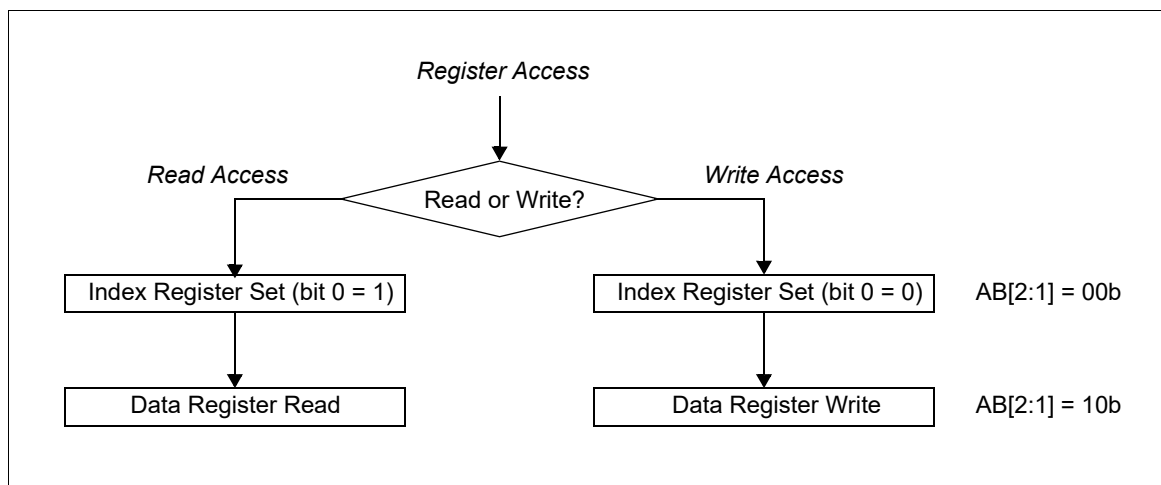 Register Access
Read Access
Write Access
Read or Write?
Index Register Set (bit 0 = 1)
Index Register Set (bit 0 = 0)
AB[2:1] = 00b
Data Register Read
Data Register Write
AB[2:1] = 10b